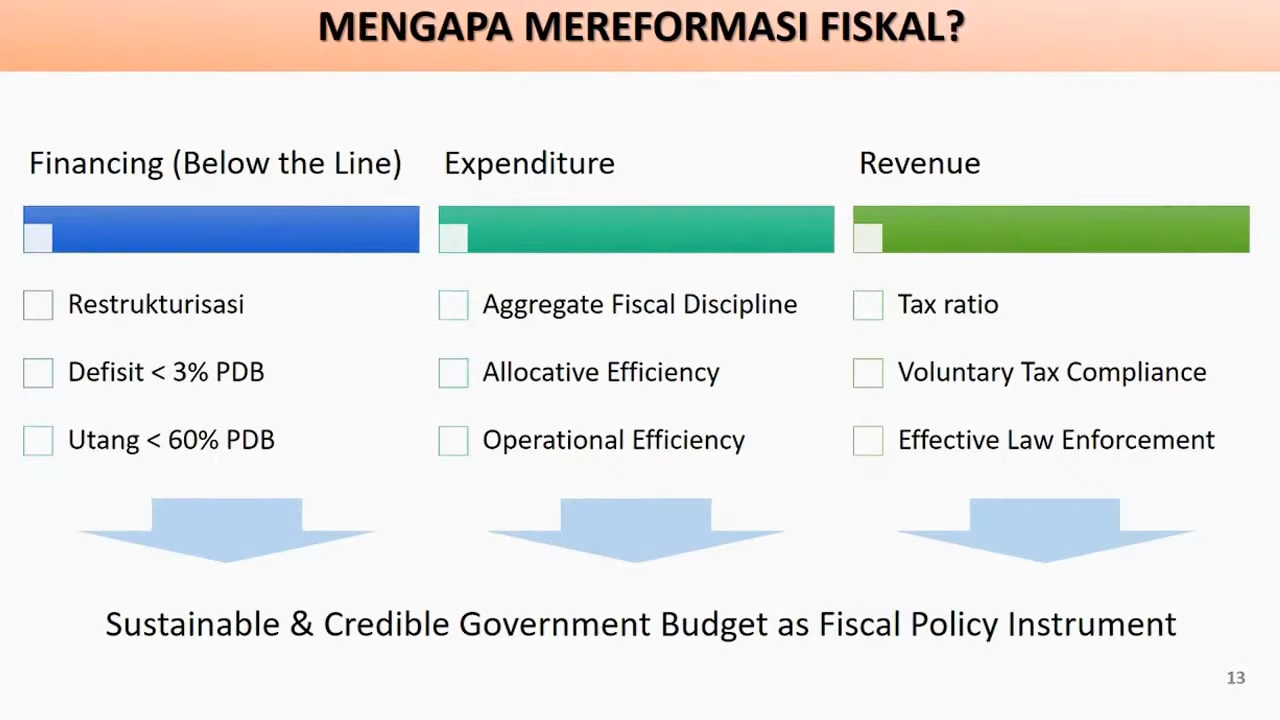 MENGAPA MEREFORMASI FISKAL?
Financing (Below the Line)
Restrukturisasi
Defisit < 3% PDB
Utang < 60% PDB
Expenditure
Aggregate Fiscal Discipline
Allocative Efficiency
Operational Efficiency
Revenue
Tax ratio
Voluntary Tax Compliance
Effective Law Enforcement
Sustainable & Credible Government Budget as Fiscal Policy Instrument
13